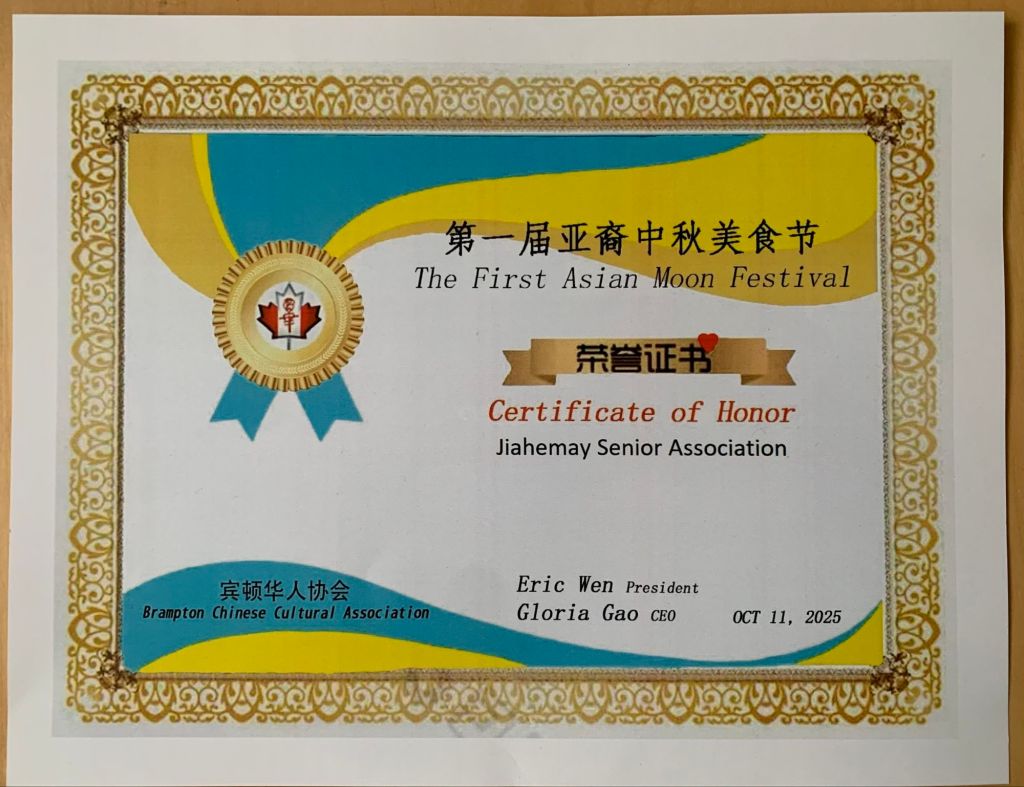 第一届亚裔中秋美食节
The First Asian Moon Festival
荣誉证书
Certificate of Honor
Jiahemay Senior Association
宾顿华人协会
Brampton Chinese Cultural Association
Eric Wen President
Gloria Gao CEO
OCT 11, 2025